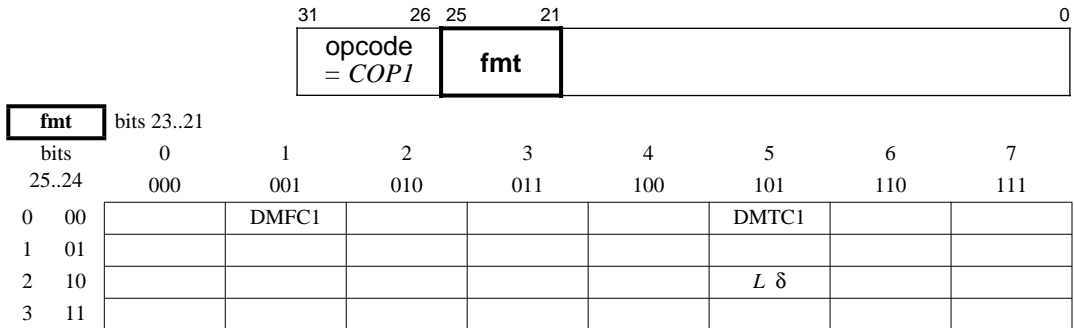 31 26 25 21 0
opcode
= COP1
fmt
fmt bits 23..21
bits 0 1 2 3 4 5 6 7
25..24 000 001 010 011 100 101 110 111
0 00 DMFC1 DMTC1
1 01
2 10 L δ
3 11